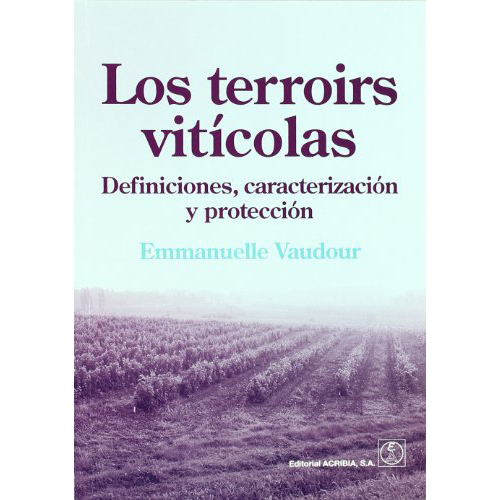 Los terroirs
vitícolas
Definiciones, caracterización
y protección
Emmanuelle Vaudour
Editorial ACRIBIA, S.A.